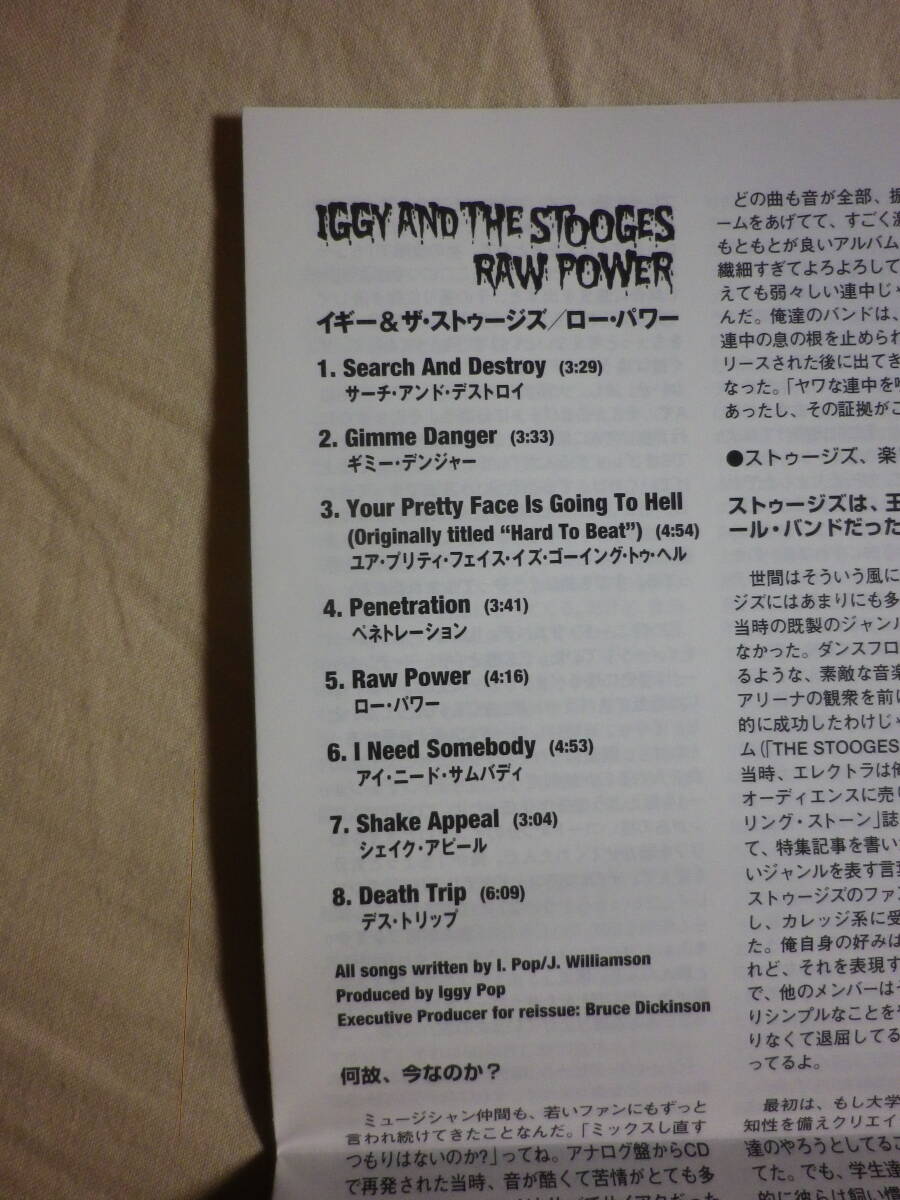 IGGY AND THE STOOGES
RAW POWER
イギー＆ザ・ストゥージズ／ロー・パワー
1. Search And Destroy (3:29)
サーチ・アンド・デストロイ
2. Gimme Danger (3:33)
ギミー・デンジャー
3. Your Pretty Face Is Going To Hell
(Originally titled “Hard To Beat”) (4:54)
ユア・プリティ・フェイス・イズ・ゴーイング・トゥ・ヘル
4. Penetration (3:41)
ペネトレーション
5. Raw Power (4:16)
ロー・パワー
6. I Need Somebody (4:53)
アイ・ニード・サムバディ
7. Shake Appeal (3:04)
シェイク・アピール
8. Death Trip (6:09)
デス・トリップ
All songs written by I. Pop/J. Williamson
Produced by Iggy Pop
Executive Producer for reissue: Bruce Dickinson
何故、今なのか？
ミュージシャン仲間も、若いファンにもずっと
言われ続けてきたことなんだ。「ミックスし直す
つもりはないのか？」ってね。アナログ盤からCD
で再発された当時、音が酷くて苦情がとても多
どの曲も音が全部、振
ームをあげてて、すごく激
もともとが良いアルバム
繊細すぎてよろよろして
えても弱々しい連中じゃ
んだ。俺達のバンドは、
連中の息の根を止められ
リースされた後に出てき
なった。「ヤワな連中を
あったし、その証拠がこ
●ストゥージズ、楽
ストゥージズは、王
ール・バンドだった
世間はそういう風に
ジズにはあまりにも多
当時の既製のジャンル
なかった。ダンスフロ
るような、素敵な音楽
アリーナの観衆を前に
的に成功したわけじゃ
ム（『THE STOOGES
当時、エレクトラは俺
オーディエンスに売り
リング・ストーン」誌
て、特集記事を書い
いジャンルを表す言葉
ストゥージズのファン
し、カレッジ系に受
た。俺自身の好みは
れど、それを表現す
で、他のメンバーは
りシンプルなことを
りなくて退屈してる
ってるよ。
最初は、もし大学
知性を備えクリエイ
達のやろうとしてるこ
てた。でも、学生達
的に彼らは飼い慣